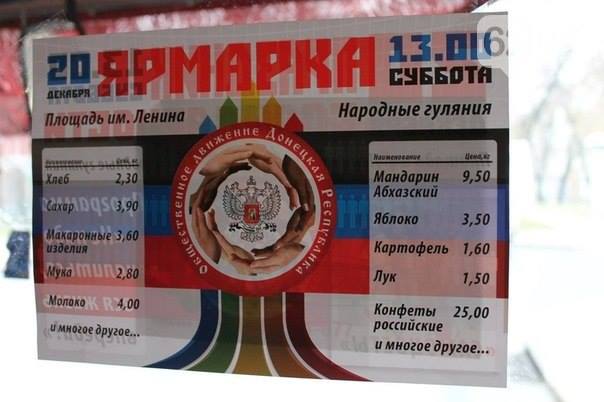 20 ЯРМАРКА 13.00
ДЕКАБРЯ СУББОТА
Площадь им. Ленина Народные гуляния
Наименование Цена, кг
Хлеб 2,30
Сахар 3,90
Макаронные 3,60
изделия
Мука 2,80
Молоко 4,00
и многое другое...
Общественное движение Донецкая Республика
Наименование Цена, кг
Мандарин 9,50
Абхазский
Яблоко 3,50
Картофель 1,60
Лук 1,50
Конфеты 25,00
российские
и многое другое...
62